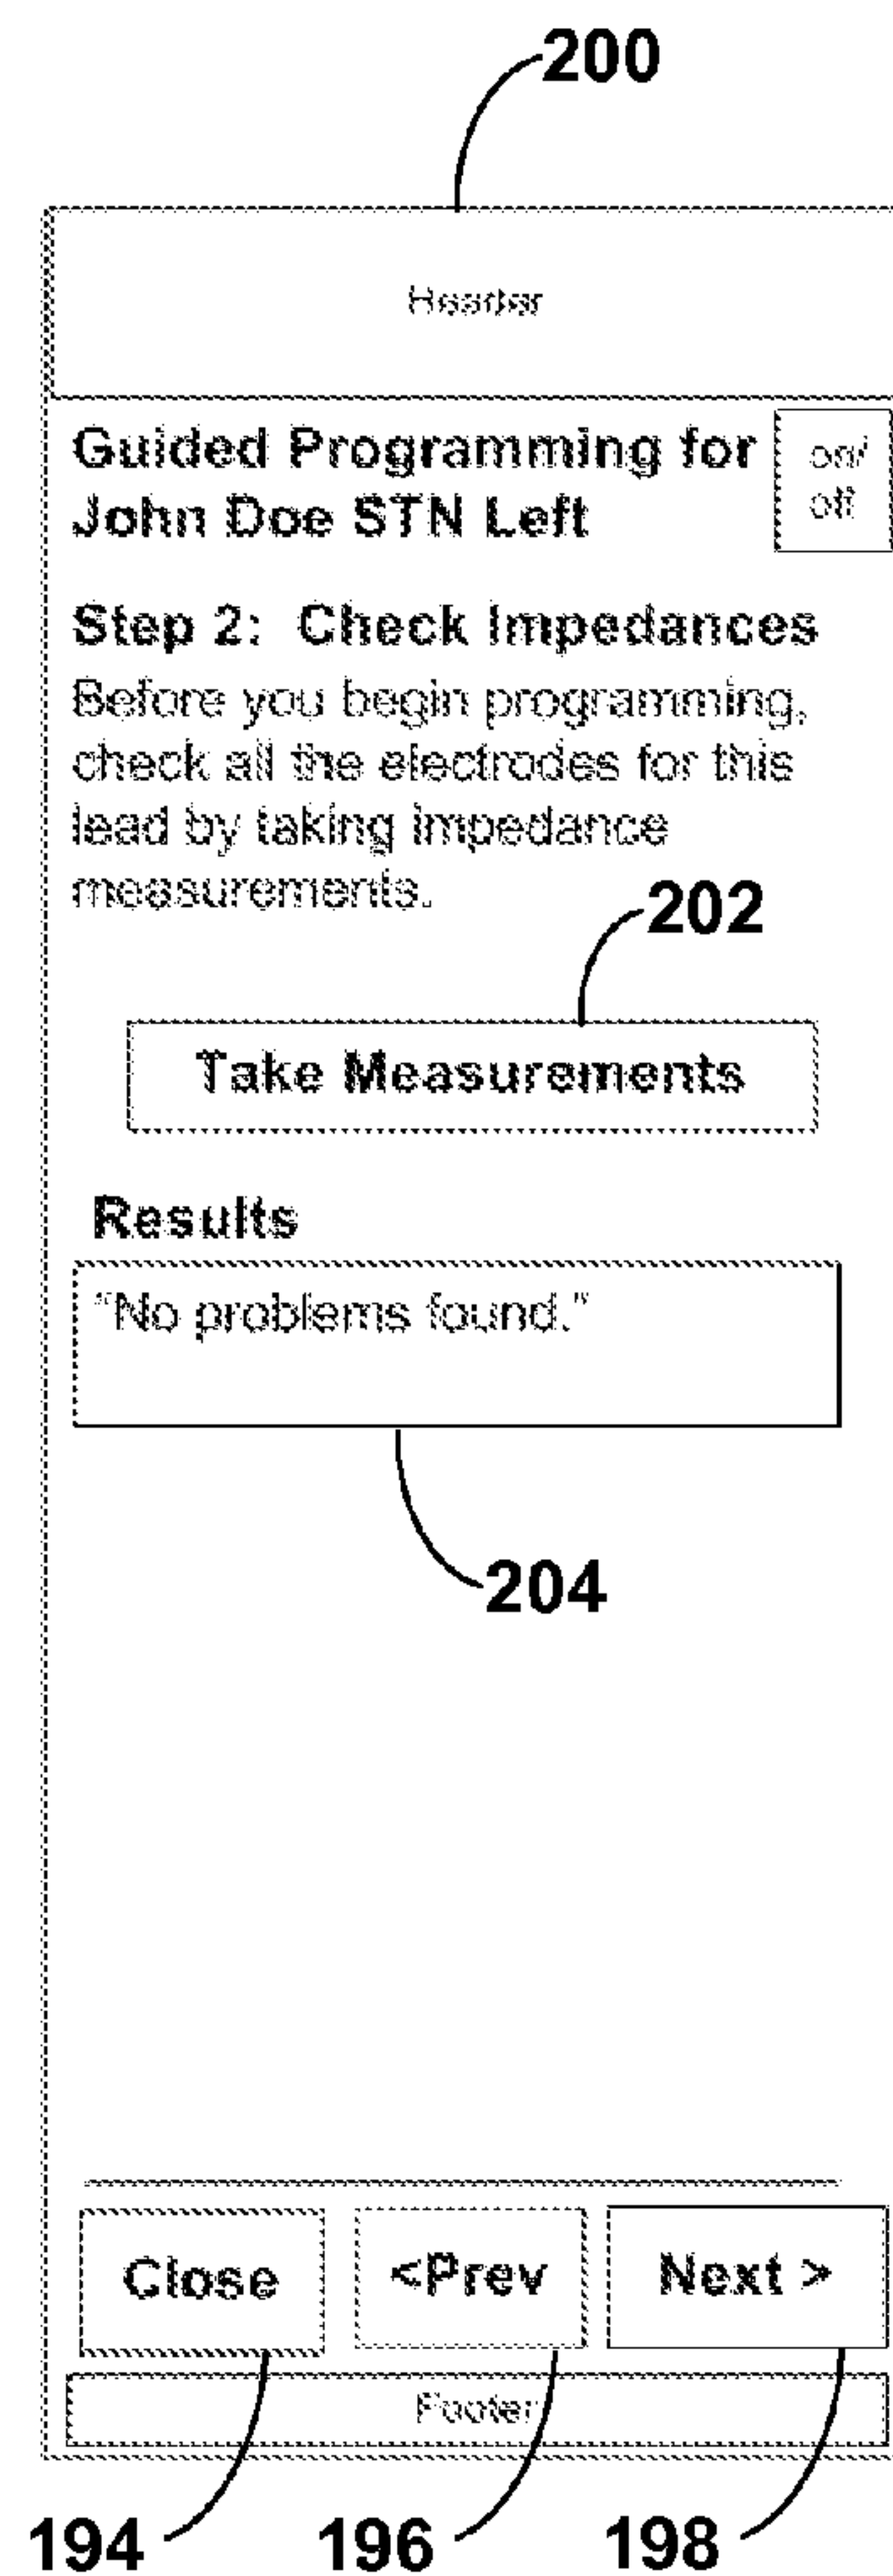 200
Header
Guided Programming for
John Doe STN Left
on/
off
Step 2: Check Impedances
Before you begin programming,
check all the electrodes for this
lead by taking impedance
measurements.
202
Take Measurements
Results
"No problems found."
204
Close
<Prev
Next >
Footer
194
196
198